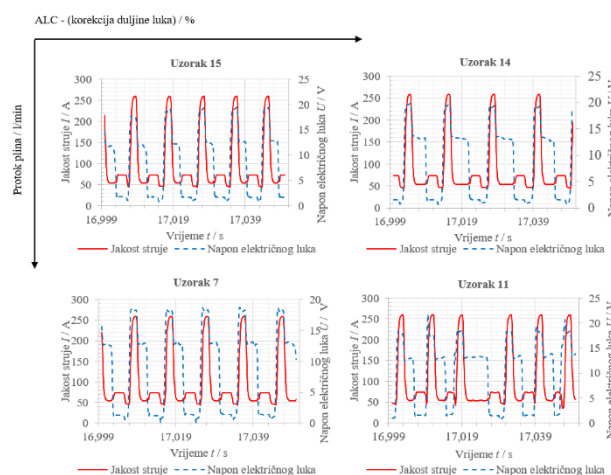 ALC - (korekcija duljine luka) / %
Protok plina / l/min
Uzorak 15
Jakost struje I / A
300
250
200
150
100
50
0
Napon električnog luka U / V
25
20
15
10
5
0
16,999 17,019 17,039
Vrijeme t / s
Jakost struje Napon električnog luka
Uzorak 14
Jakost struje I / A
300
250
200
150
100
50
0
Napon električnog luka U / V
25
20
15
10
5
0
16,999 17,019 17,039
Vrijeme t / s
Jakost struje Napon električnog luka
Uzorak 7
Jakost struje I / A
300
250
200
150
100
50
0
Napon električnog luka U / V
20
15
10
5
0
16,999 17,019 17,039
Vrijeme t / s
Jakost struje Napon električnog luka
Uzorak 11
Jakost struje I / A
300
250
200
150
100
50
0
Napon električnog luka U / V
25
20
15
10
5
0
16,999 17,019 17,039
Vrijeme t / s
Jakost struje Napon električnog luka